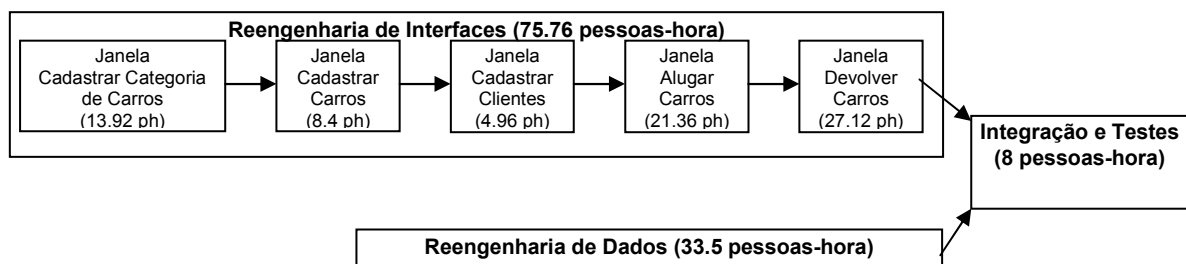 Reengenharia de Interfaces (75.76 pessoas-hora)
Janela
Cadastrar Categoria
de Carros
(13.92 ph)
Janela
Cadastrar
Carros
(8.4 ph)
Janela
Cadastrar
Clientes
(4.96 ph)
Janela
Alugar
Carros
(21.36 ph)
Janela
Devolver
Carros
(27.12 ph)
Integração e Testes
(8 pessoas-hora)
Reengenharia de Dados (33.5 pessoas-hora)